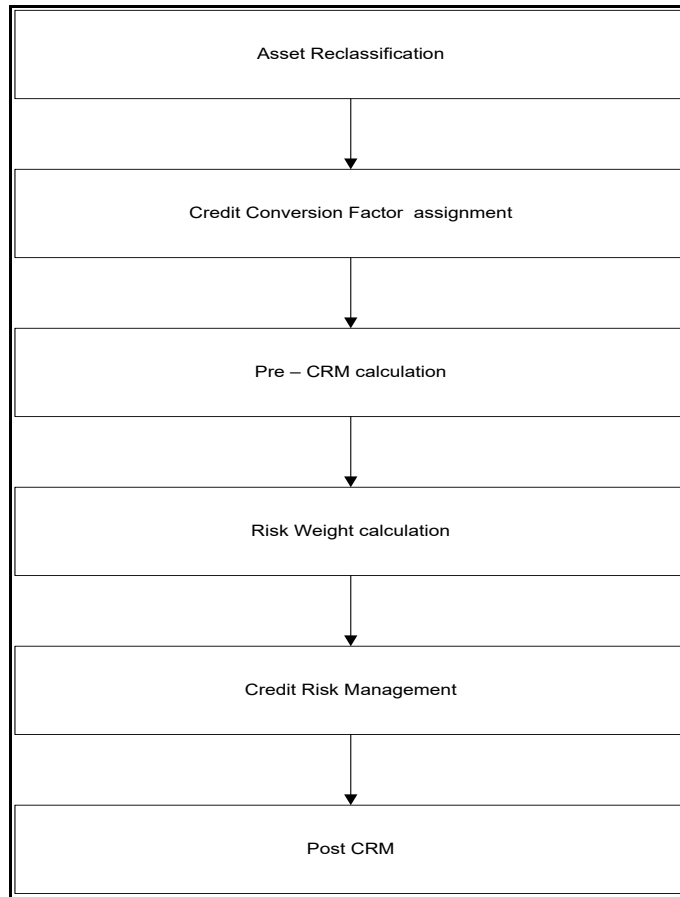 Asset Reclassification
Credit Conversion Factor  assignment
Pre – CRM calculation
Risk Weight calculation
Credit Risk Management
Post CRM